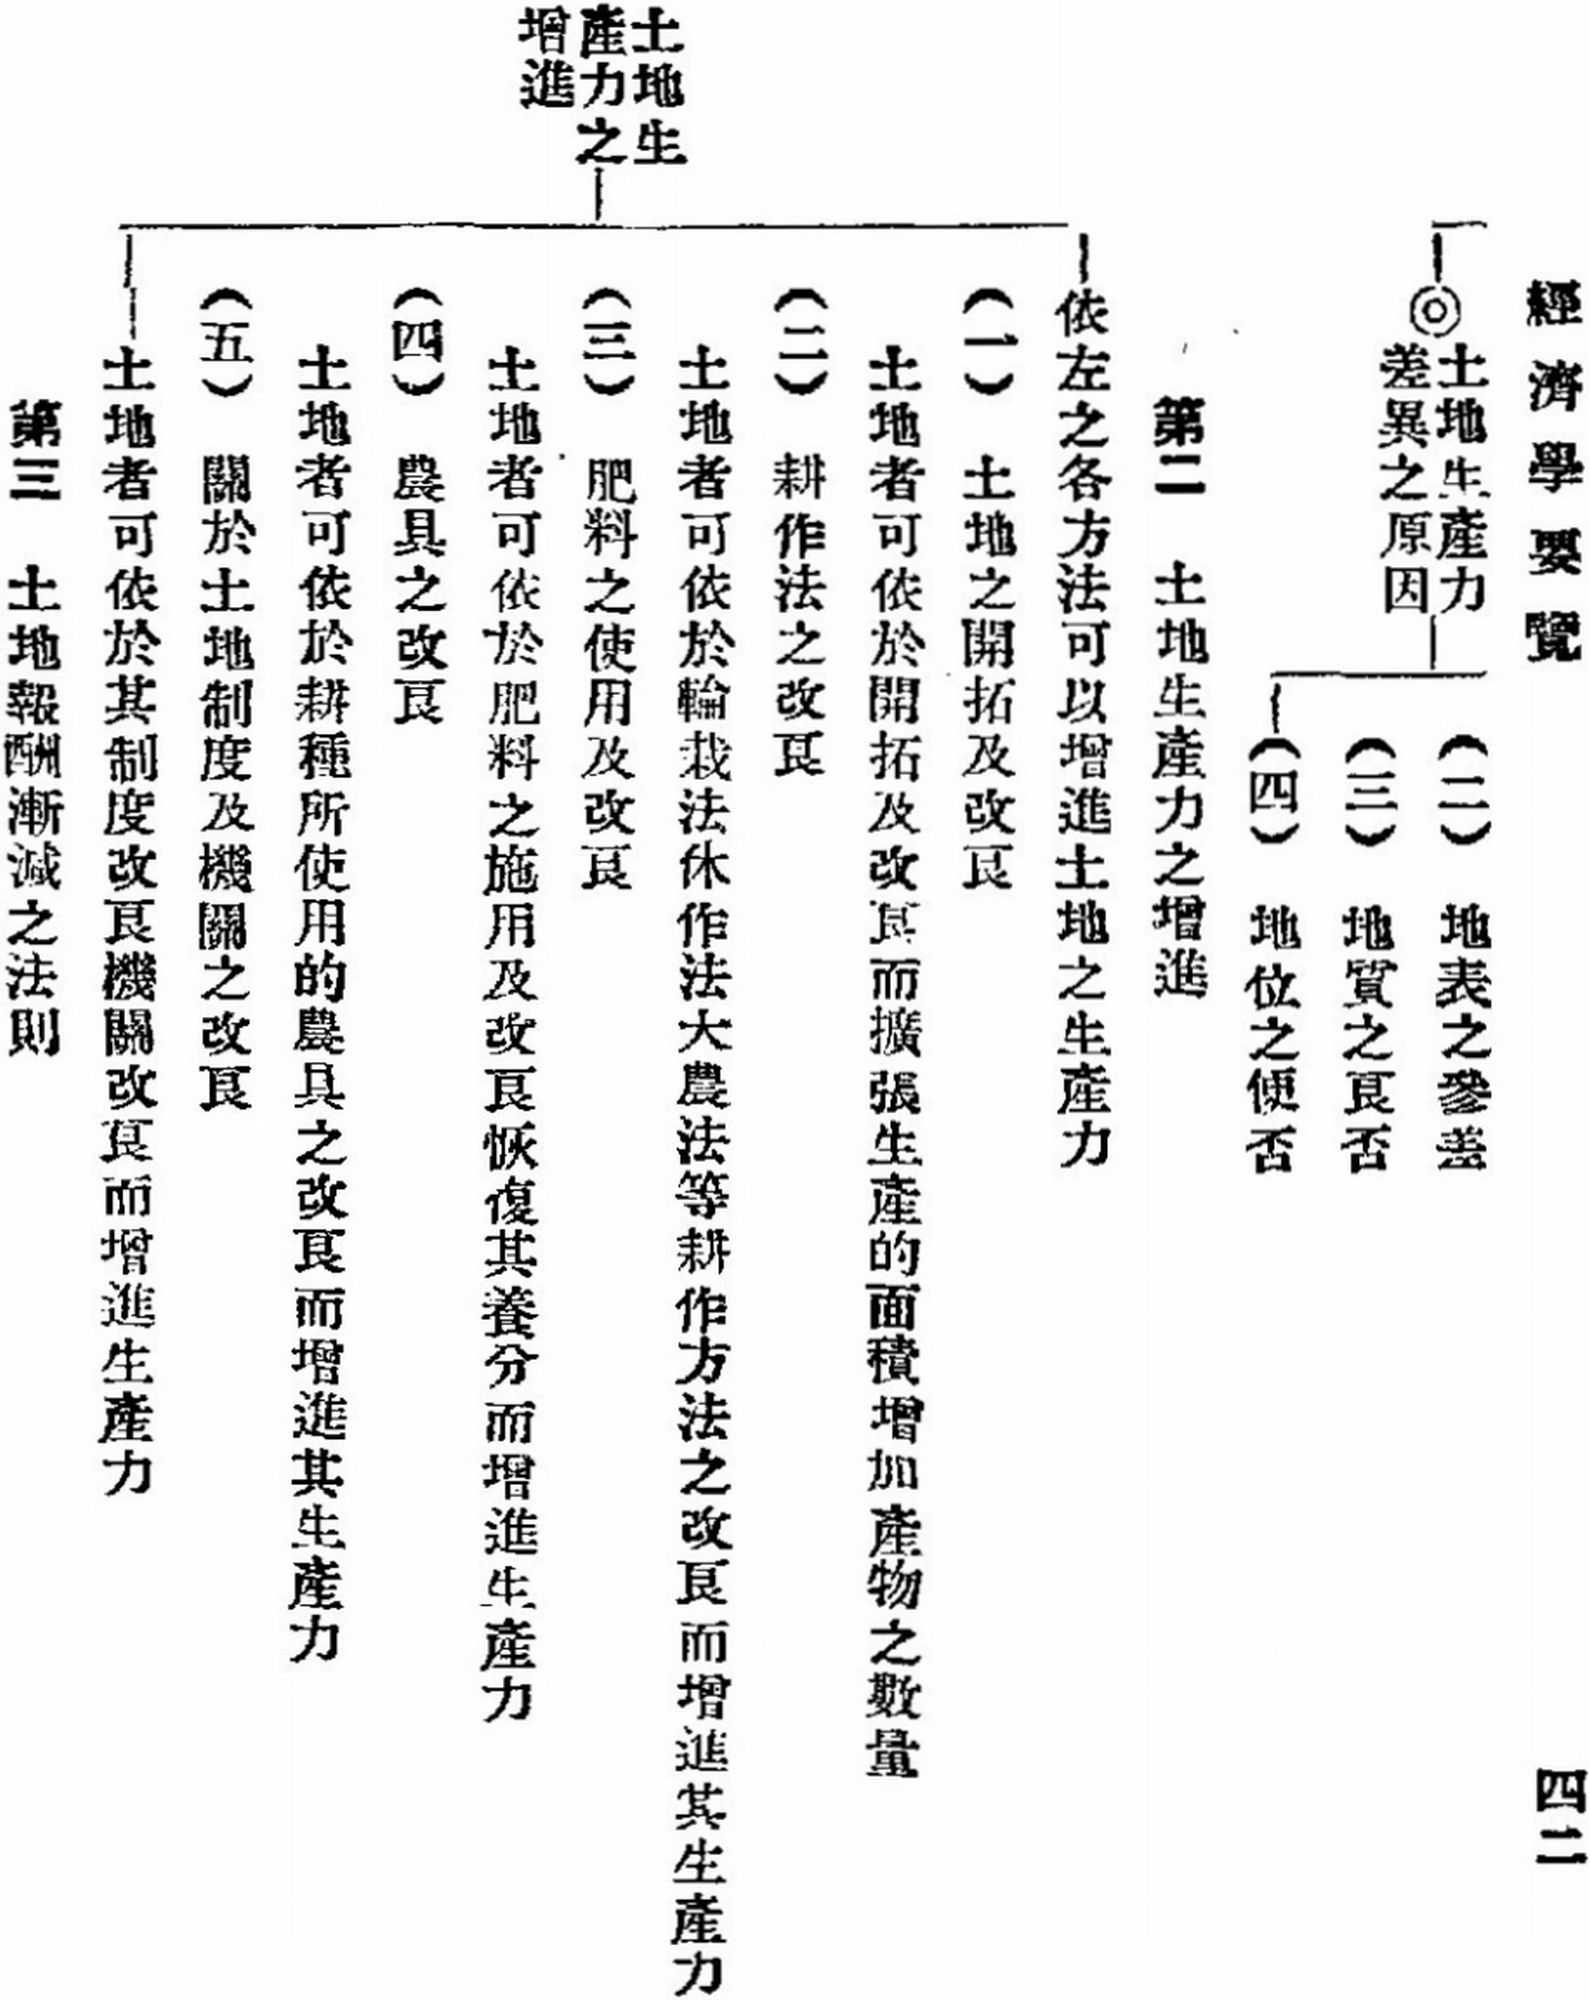 經濟學要覽
四二
◎土地生產力
差異之原因
（二）　地表之參差
（三）　地質之良否
（四）　地位之便否
第二　土地生產力之增進
土地生
產力之
增進
依左之各方法可以增進土地之生產力
（一）　土地之開拓及改良
土地者可依於開拓及改良而擴張生產的面積增加產物之數量
（二）　耕作法之改良
土地者可依於輪栽法休作法大農法等耕作方法之改良而增進其生產力
（三）　肥料之使用及改良
土地者可依於肥料之施用及改良恢復其養分而增進生產力
（四）　農具之改良
土地者可依於耕種所使用的農具之改良而增進其生產力
（五）　關於土地制度及機關之改良
土地者可依於其制度改良機關改良而增進生產力
第三　土地報酬漸減之法則